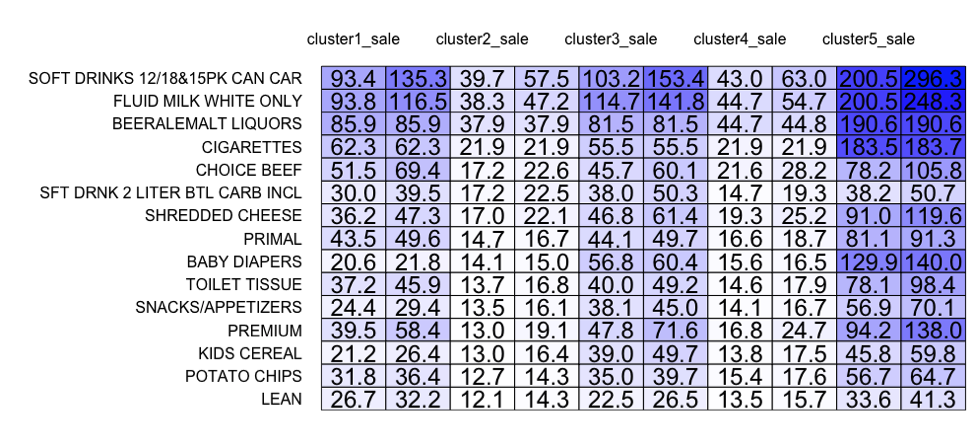 cluster1_sale cluster2_sale cluster3_sale cluster4_sale cluster5_sale
SOFT DRINKS 12/18&15PK CAN CAR 93.4 135.3 39.7 57.5 103.2 153.4 43.0 63.0 200.5 296.3
FLUID MILK WHITE ONLY 93.8 116.5 38.3 47.2 114.7 141.8 44.7 54.7 200.5 248.3
BEERALEMALT LIQUORS 85.9 85.9 37.9 37.9 81.5 81.5 44.7 44.8 190.6 190.6
CIGARETTES 62.3 62.3 21.9 21.9 55.5 55.5 21.9 21.9 183.5 183.7
CHOICE BEEF 51.5 69.4 17.2 22.6 45.7 60.1 21.6 28.2 78.2 105.8
SFT DRNK 2 LITER BTL CARB INCL 30.0 39.5 17.2 22.5 38.0 50.3 14.7 19.3 38.2 50.7
SHREDDED CHEESE 36.2 47.3 17.0 22.1 46.8 61.4 19.3 25.2 91.0 119.6
PRIMAL 43.5 49.6 14.7 16.7 44.1 49.7 16.6 18.7 81.1 91.3
BABY DIAPERS 20.6 21.8 14.1 15.0 56.8 60.4 15.6 16.5 129.9 140.0
TOILET TISSUE 37.2 45.9 13.7 16.8 40.0 49.2 14.6 17.9 78.1 98.4
SNACKS/APPETIZERS 24.4 29.4 13.5 16.1 38.1 45.0 14.1 16.7 56.9 70.1
PREMIUM 39.5 58.4 13.0 19.1 47.8 71.6 16.8 24.7 94.2 138.0
KIDS CEREAL 21.2 26.4 13.0 16.4 39.0 49.7 13.8 17.5 45.8 59.8
POTATO CHIPS 31.8 36.4 12.7 14.3 35.0 39.7 15.4 17.6 56.7 64.7
LEAN 26.7 32.2 12.1 14.3 22.5 26.5 13.5 15.7 33.6 41.3